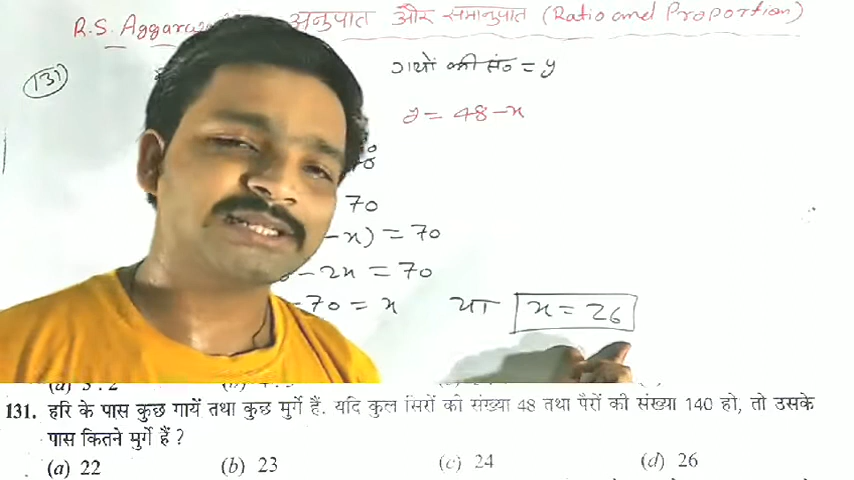 R.S. अनुपात और समानुपात (Ratio and Proportion)
131
गायों की सं० = y
y = 48 - x
70
- x) = 70
- 2x = 70
- 70 = x या x = 26
131. हरि के पास कुछ गायें तथा कुछ मुर्गे हैं. यदि कुल सिरों की संख्या 48 तथा पैरों की संख्या 140 हो, तो उसके
पास कितने मुर्गे हैं ?
(a) 22 (b) 23 (c) 24 (d) 26